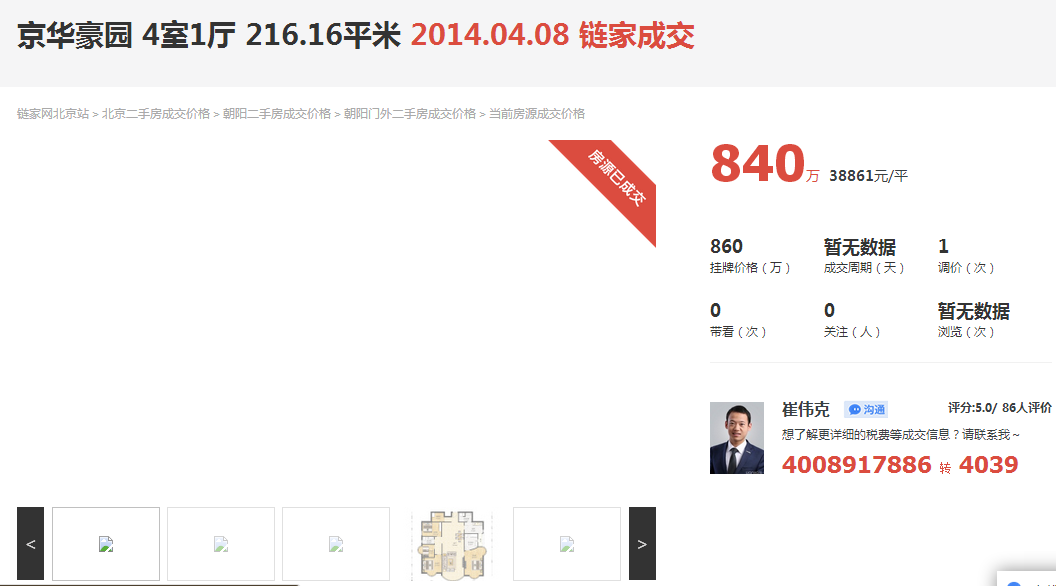 京华豪园 4室1厅 216.16平米 2014.04.08 链家成交
链家网北京站 > 北京二手房成交价格 > 朝阳二手房成交价格 > 朝阳门外二手房成交价格 > 当前房源成交价格
房源已成交
840万 38861元/平
860 暂无数据 1
挂牌价格（万） 成交周期（天） 调价（次）
0 0 暂无数据
带看（次） 关注（人） 浏览（次）
崔伟克 沟通 评分:5.0/ 86人评价
想了解更详细的税费等成交信息？请联系我～
4008917886 转 4039
< >